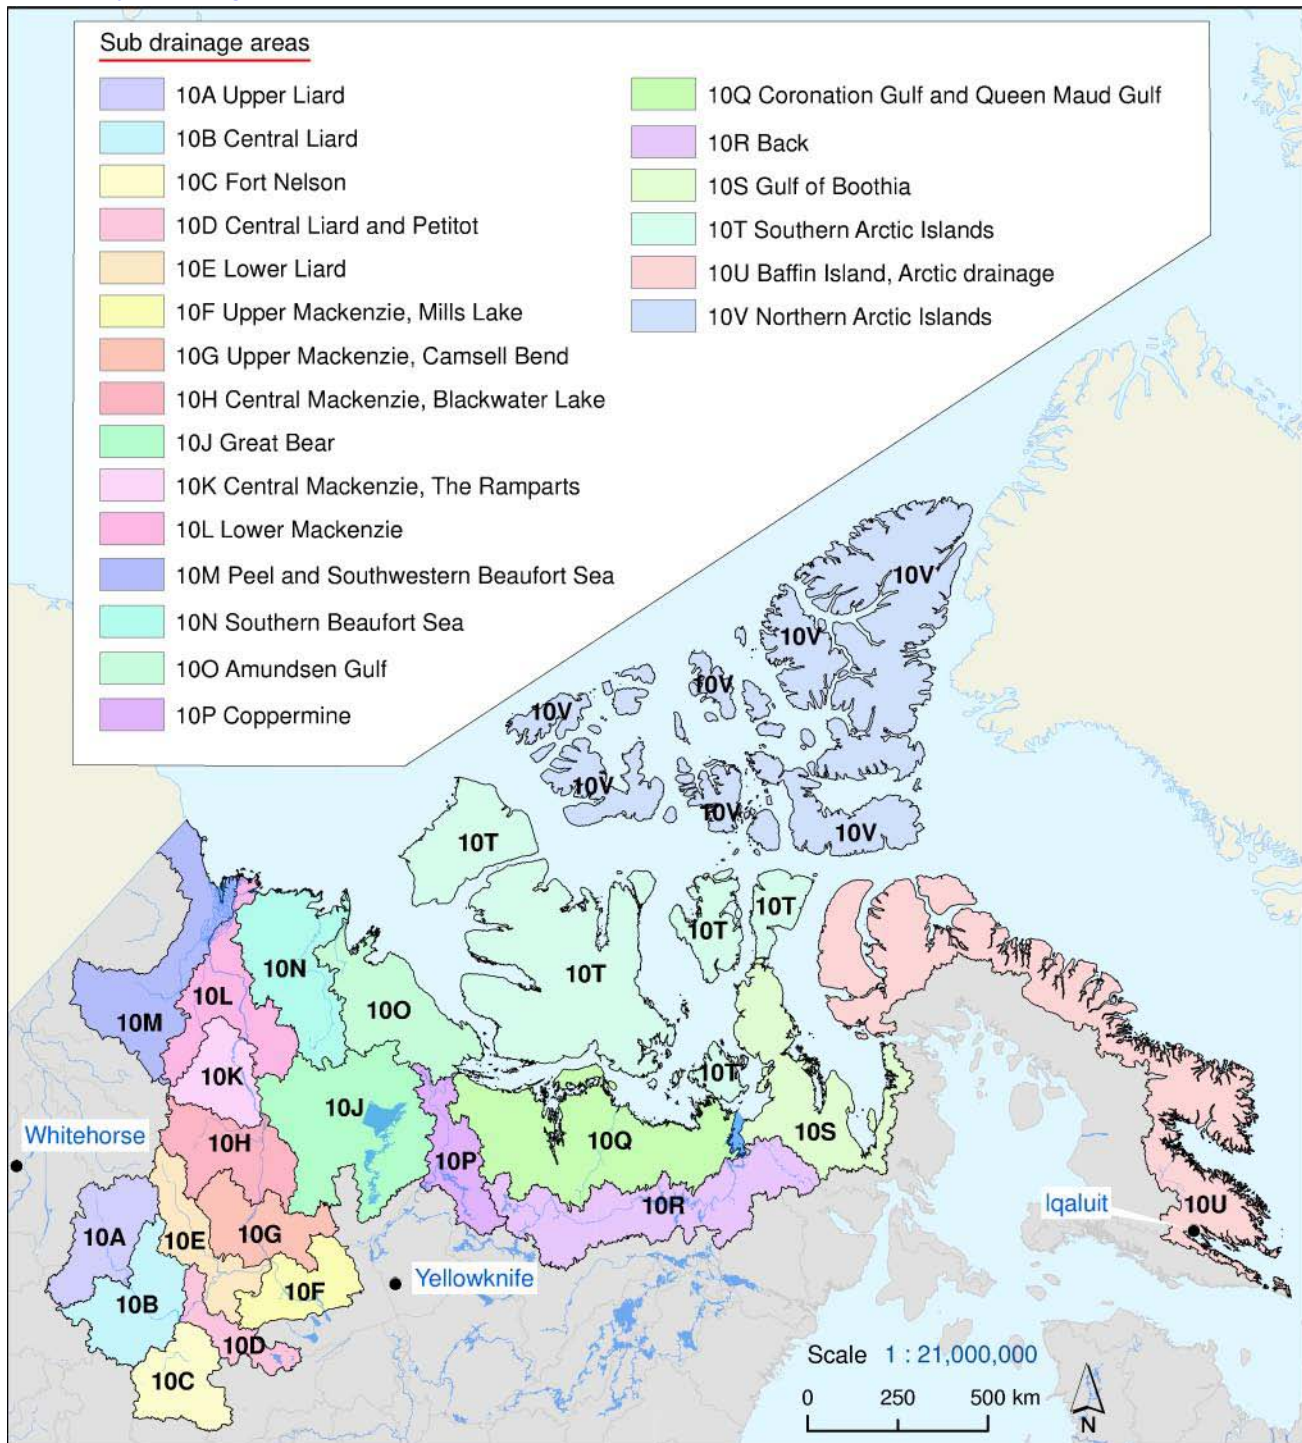 Sub drainage areas
10A Upper Liard
10B Central Liard
10C Fort Nelson
10D Central Liard and Petitot
10E Lower Liard
10F Upper Mackenzie, Mills Lake
10G Upper Mackenzie, Camsell Bend
10H Central Mackenzie, Blackwater Lake
10J Great Bear
10K Central Mackenzie, The Ramparts
10L Lower Mackenzie
10M Peel and Southwestern Beaufort Sea
10N Southern Beaufort Sea
10O Amundsen Gulf
10P Coppermine
10Q Coronation Gulf and Queen Maud Gulf
10R Back
10S Gulf of Boothia
10T Southern Arctic Islands
10U Baffin Island, Arctic drainage
10V Northern Arctic Islands
10V
10V
10V
10V
10V
10V
10V
10T
10T
10T
10T
10N
10L
10O
10M
10K
10T
10J
10H
10Q
10S
10P
Whitehorse
10R
10U
Iqaluit
10A
10E
10G
Yellowknife
10F
10B
10D
10C
Scale 1 : 21,000,000
0 250 500 km
N